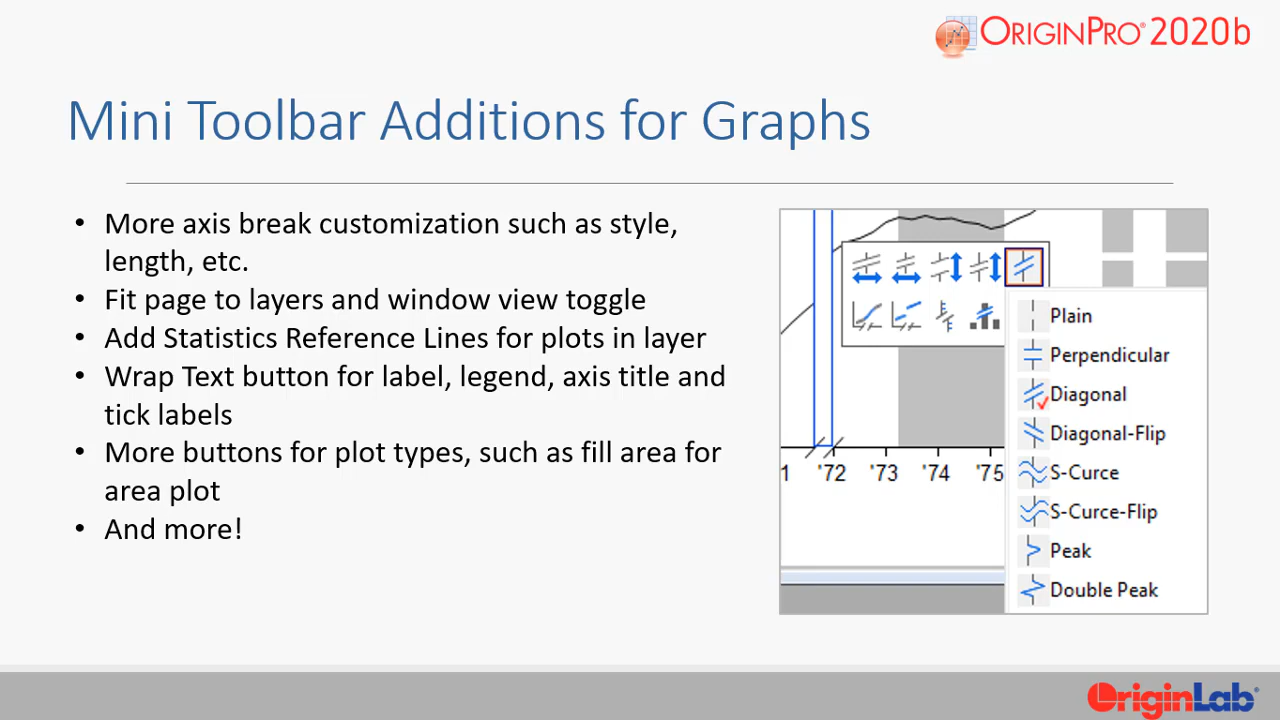 ORIGINPRO® 2020b
Mini Toolbar Additions for Graphs
• More axis break customization such as style,
length, etc.
• Fit page to layers and window view toggle
• Add Statistics Reference Lines for plots in layer
• Wrap Text button for label, legend, axis title and
tick labels
• More buttons for plot types, such as fill area for
area plot
• And more!
Plain
Perpendicular
Diagonal
Diagonal-Flip
S-Curce
S-Curce-Flip
Peak
Double Peak
1 '72 '73 '74 '75
OriginLab®